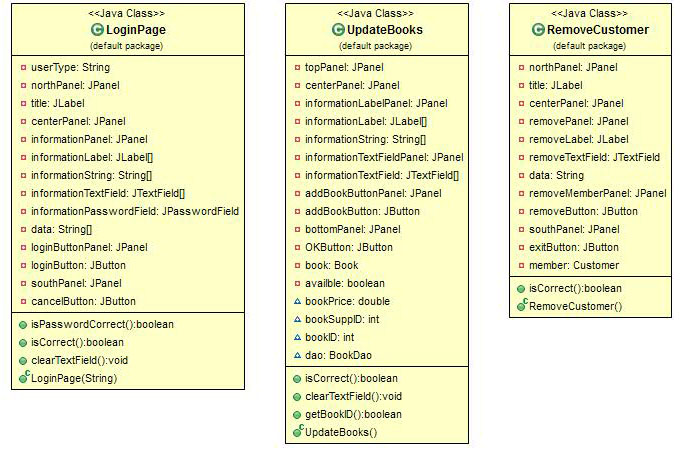 <<Java Class>>
LoginPage
(default package)
userType: String
northPanel: JPanel
title: JLabel
centerPanel: JPanel
informationPanel: JPanel
informationLabel: JLabel[]
informationString: String[]
informationTextField: JTextField[]
informationPasswordField: JPasswordField
data: String[]
loginButtonPanel: JPanel
loginButton: JButton
southPanel: JPanel
cancelButton: JButton
isPasswordCorrect():boolean
isCorrect():boolean
clearTextField():void
LoginPage(String)
<<Java Class>>
UpdateBooks
(default package)
topPanel: JPanel
centerPanel: JPanel
informationLabelPanel: JPanel
informationLabel: JLabel[]
informationString: String[]
informationTextFieldPanel: JPanel
informationTextField: JTextField[]
addBookButtonPanel: JPanel
addBookButton: JButton
bottomPanel: JPanel
OKButton: JButton
book: Book
availble: boolean
bookPrice: double
bookSuppID: int
bookID: int
dao: BookDao
isCorrect():boolean
clearTextField():void
getBookID():boolean
UpdateBooks()
<<Java Class>>
RemoveCustomer
(default package)
northPanel: JPanel
title: JLabel
centerPanel: JPanel
removePanel: JPanel
removeLabel: JLabel
removeTextField: JTextField
data: String
removeMemberPanel: JPanel
removeButton: JButton
southPanel: JPanel
exitButton: JButton
member: Customer
isCorrect():boolean
RemoveCustomer()